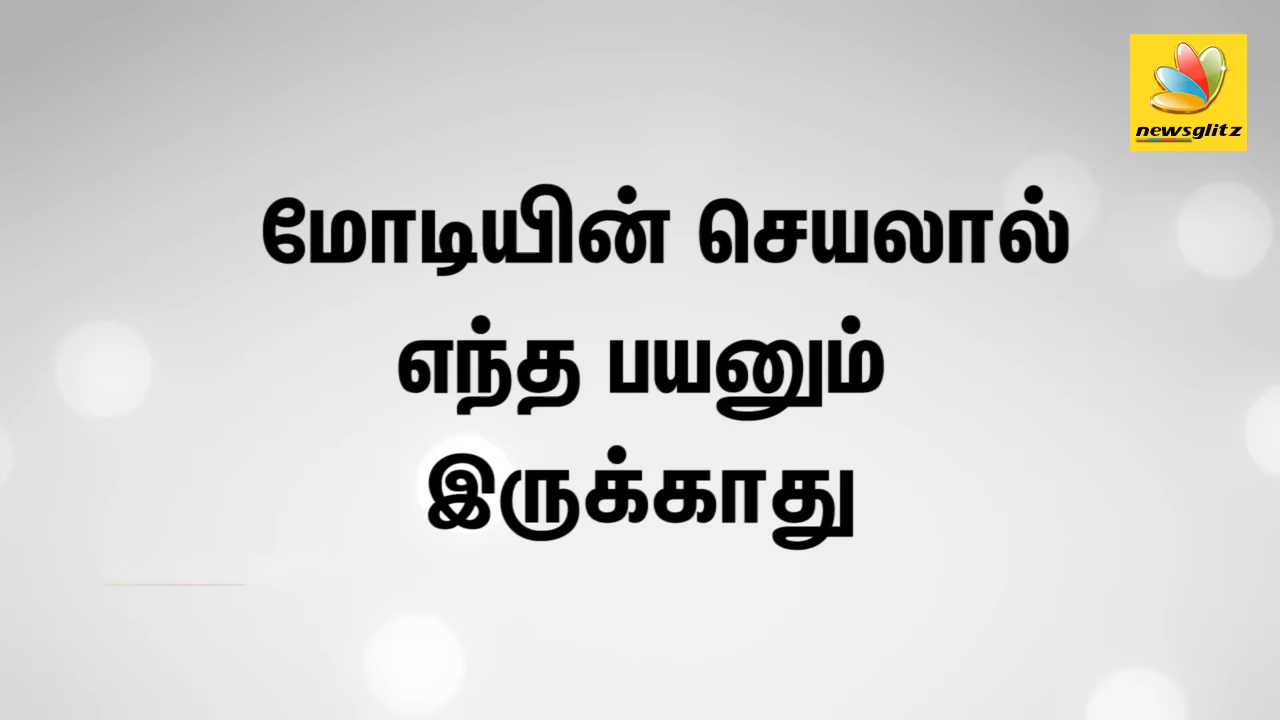 newsglitz
மோடியின் செயலால்
எந்த பயனும்
இருக்காது